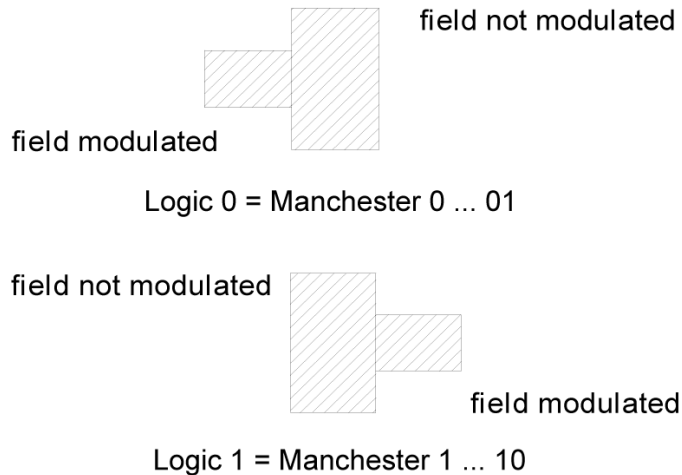 field not modulated
field modulated
Logic 0 = Manchester 0 ... 01
field not modulated
field modulated
Logic 1 = Manchester 1 ... 10